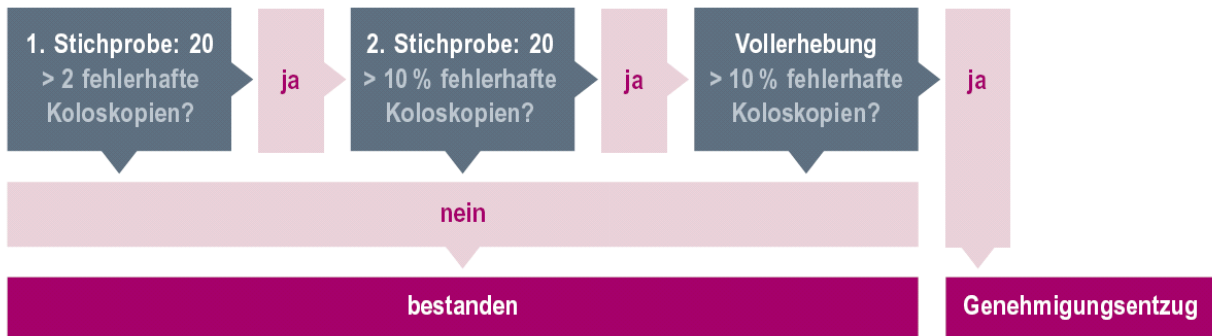 1. Stichprobe: 20
> 2 fehlerhafte
Koloskopien?
ja
2. Stichprobe: 20
> 10 % fehlerhafte
Koloskopien?
ja
Vollerhebung
> 10 % fehlerhafte
Koloskopien?
ja
nein
bestanden
Genehmigungsentzug